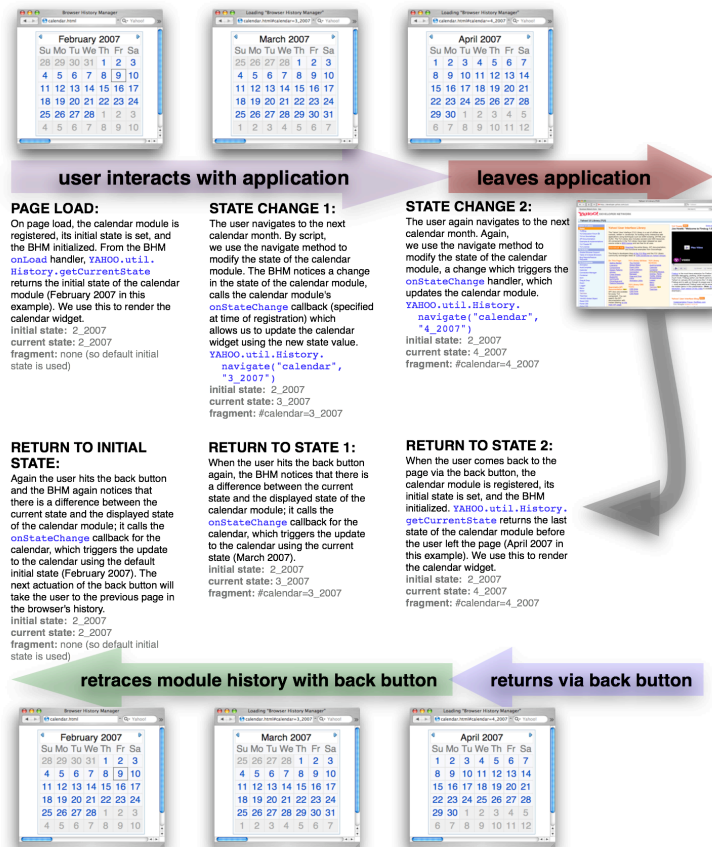 Browser History Manager
calendar.html
Yahoo!
February 2007
Su Mo Tu We Th Fr Sa
28 29 30 31 1 2 3
4 5 6 7 8 9 10
11 12 13 14 15 16 17
18 19 20 21 22 23 24
25 26 27 28 1 2 3
4 5 6 7 8 9 10
Loading "Browser History Manager"
calendar.html#calendar=3_2007
Yahoo!
March 2007
Su Mo Tu We Th Fr Sa
25 26 27 28 1 2 3
4 5 6 7 8 9 10
11 12 13 14 15 16 17
18 19 20 21 22 23 24
25 26 27 28 29 30 31
1 2 3 4 5 6 7
Loading "Browser History Manager"
calendar.html#calendar=4_2007
Yahoo!
April 2007
Su Mo Tu We Th Fr Sa
1 2 3 4 5 6 7
8 9 10 11 12 13 14
15 16 17 18 19 20 21
22 23 24 25 26 27 28
29 30 1 2 3 4 5
6 7 8 9 10 11 12
user interacts with application
leaves application
PAGE LOAD:
On page load, the calendar module is
registered, its initial state is set, and
the BHM initialized. From the BHM
onLoad handler, YAHOO.util.
History.getCurrentState
returns the initial state of the calendar
module (February 2007 in this
example). We use this to render the
calendar widget.
initial state: 2_2007
current state: 2_2007
fragment: none (so default initial
state is used)
STATE CHANGE 1:
The user navigates to the next
calendar month. By script,
we use the navigate method to
modify the state of the calendar
module. The BHM notices a change
in the state of the calendar module,
calls the calendar module's
onStateChange callback (specified
at time of registration) which
allows us to update the calendar
widget using the new state value.
YAHOO.util.History.
navigate("calendar",
"3_2007")
initial state: 2_2007
current state: 3_2007
fragment: #calendar=3_2007
STATE CHANGE 2:
The user again navigates to the next
calendar month. Again,
we use the navigate method to
modify the state of the calendar
module, a change which triggers the
onStateChange handler, which
updates the calendar module.
YAHOO.util.History.
navigate("calendar",
"4_2007")
initial state: 2_2007
current state: 4_2007
fragment: #calendar=4_2007
RETURN TO INITIAL
STATE:
Again the user hits the back button
and the BHM again notices that
there is a difference between the
current state and the displayed state
of the calendar module; it calls the
onStateChange callback for the
calendar, which triggers the update
to the calendar using the default
initial state (February 2007). The
next actuation of the back button will
take the user to the previous page in
the browser's history.
initial state: 2_2007
current state: 2_2007
fragment: none (so default initial
state is used)
RETURN TO STATE 1:
When the user hits the back button
again, the BHM notices that there is
a difference between the current
state and the displayed state of the
calendar module; it calls the
onStateChange callback for the
calendar, which triggers the update
to the calendar using the current
state (March 2007).
initial state: 2_2007
current state: 3_2007
fragment: #calendar=3_2007
RETURN TO STATE 2:
When the user comes back to the
page via the back button, the
calendar module is registered, its
initial state is set, and the BHM
initialized. YAHOO.util.History.
getCurrentState returns the last
state of the calendar module before
the user left the page (April 2007 in
this example). We use this to render
the calendar widget.
initial state: 2_2007
current state: 4_2007
fragment: #calendar=4_2007
retraces module history with back button
returns via back button
Browser History Manager
calendar.html
Yahoo!
February 2007
Su Mo Tu We Th Fr Sa
28 29 30 31 1 2 3
4 5 6 7 8 9 10
11 12 13 14 15 16 17
18 19 20 21 22 23 24
25 26 27 28 1 2 3
4 5 6 7 8 9 10
Loading "Browser History Manager"
calendar.html#calendar=3_2007
Yahoo!
March 2007
Su Mo Tu We Th Fr Sa
25 26 27 28 1 2 3
4 5 6 7 8 9 10
11 12 13 14 15 16 17
18 19 20 21 22 23 24
25 26 27 28 29 30 31
1 2 3 4 5 6 7
Loading "Browser History Manager"
calendar.html#calendar=4_2007
Yahoo!
April 2007
Su Mo Tu We Th Fr Sa
1 2 3 4 5 6 7
8 9 10 11 12 13 14
15 16 17 18 19 20 21
22 23 24 25 26 27 28
29 30 1 2 3 4 5
6 7 8 9 10 11 12